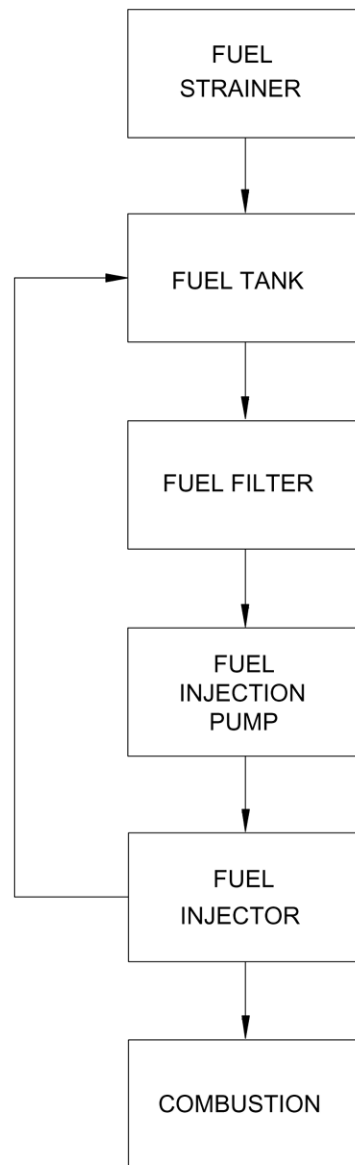 FUEL
STRAINER
FUEL TANK
FUEL FILTER
FUEL
INJECTION
PUMP
FUEL
INJECTOR
COMBUSTION